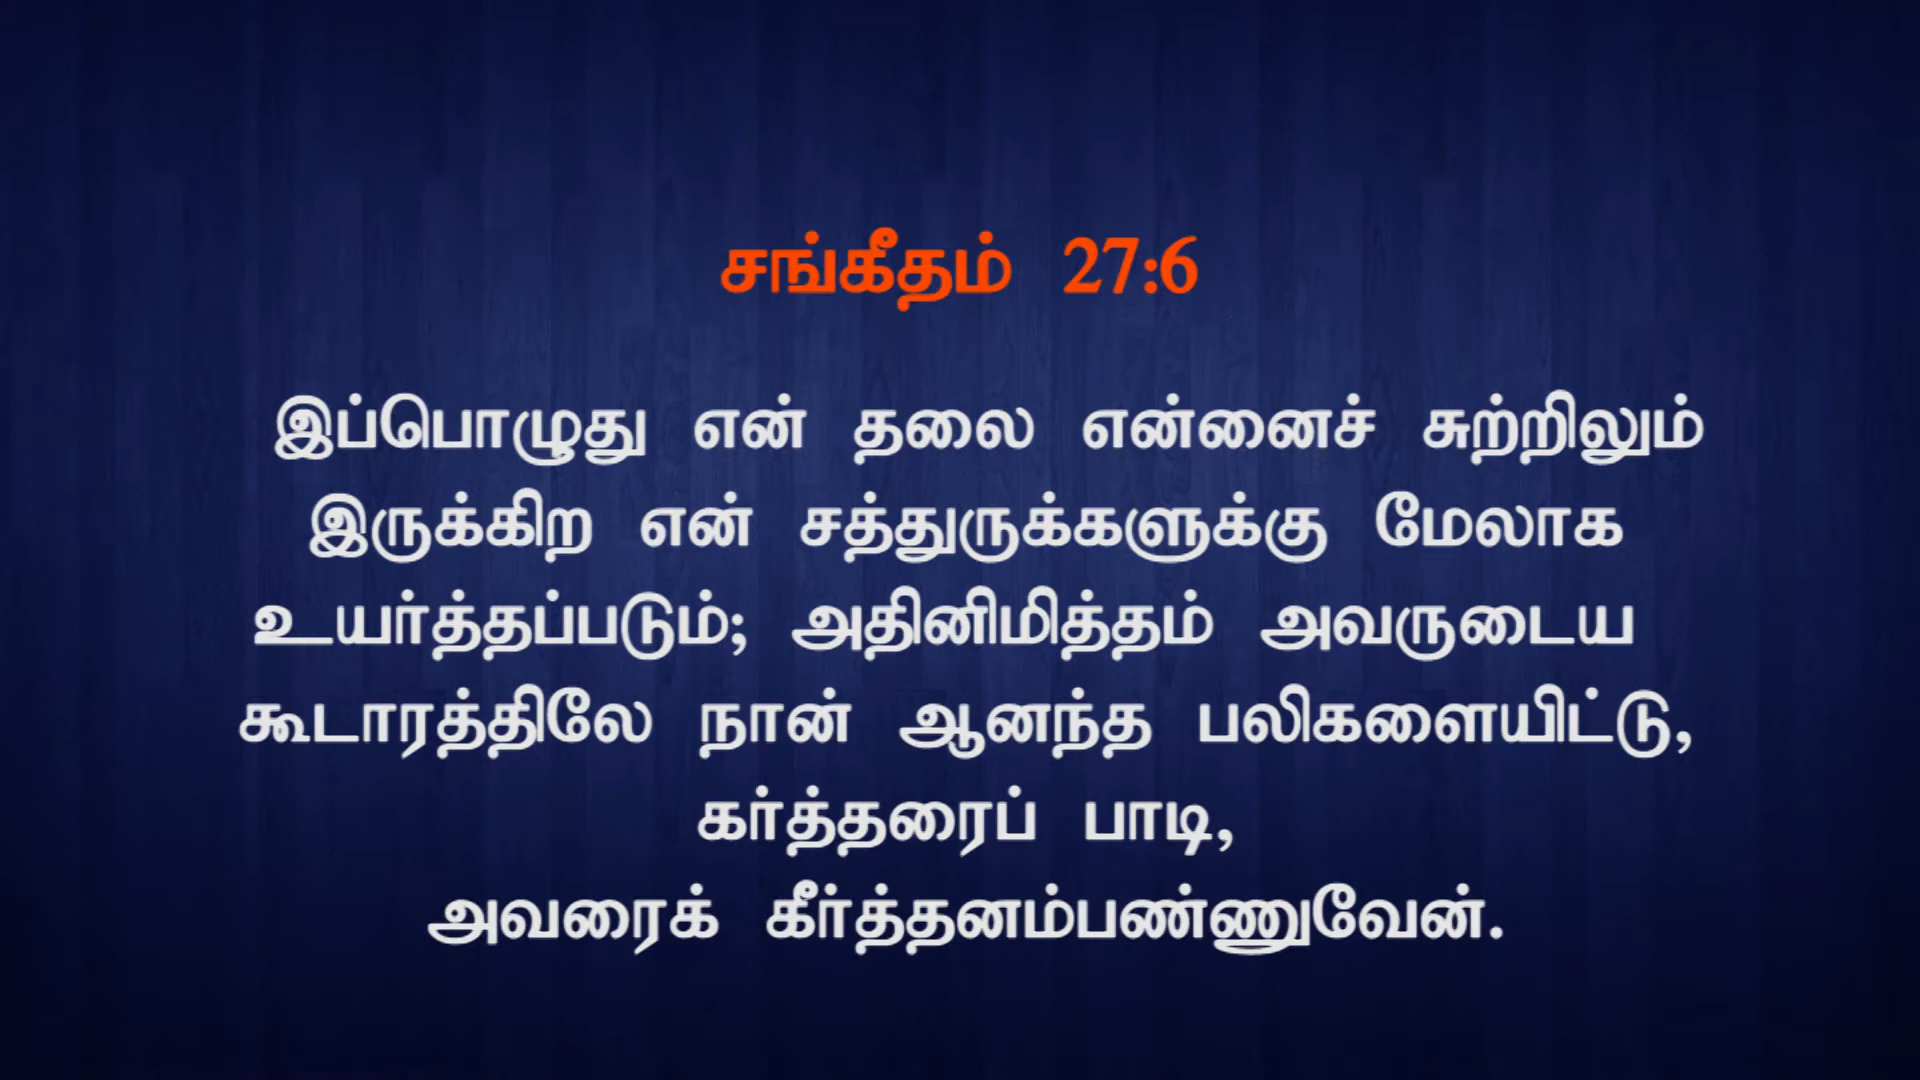 சங்கீதம் 27:6
இப்பொழுது என் தலை என்னைச் சுற்றிலும்
இருக்கிற என் சத்துருக்களுக்கு மேலாக
உயர்த்தப்படும்; அதினிமித்தம் அவருடைய
கூடாரத்திலே நான் ஆனந்த பலிகளையிட்டு,
கர்த்தரைப் பாடி,
அவரைக் கீர்த்தனம்பண்ணுவேன்.